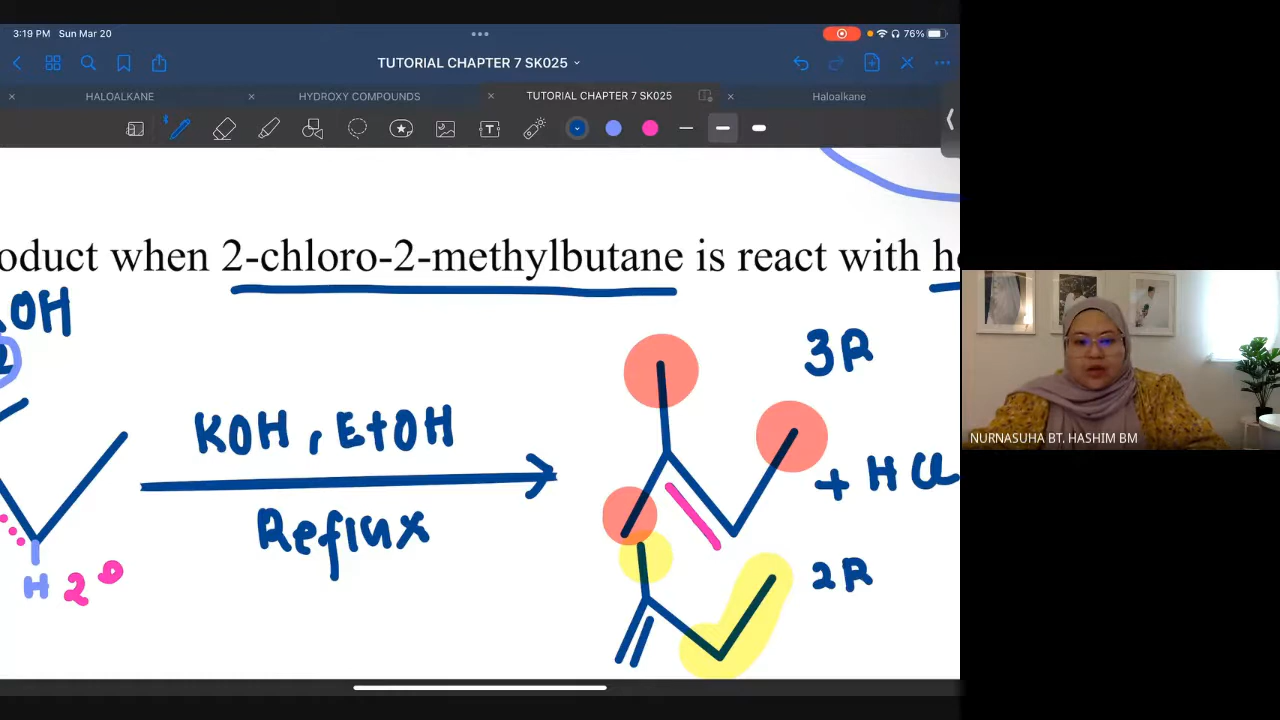 3:19 PM Sun Mar 20
76%
TUTORIAL CHAPTER 7 SK025
HALOALKANE
HYDROXY COMPOUNDS
TUTORIAL CHAPTER 7 SK025
Haloalkane
oduct when 2-chloro-2-methylbutane is react with h
OH
3R
KOH, EtOH
+ HCl
Reflux
H 2°
2R
NURNASUHA BT. HASHIM BM